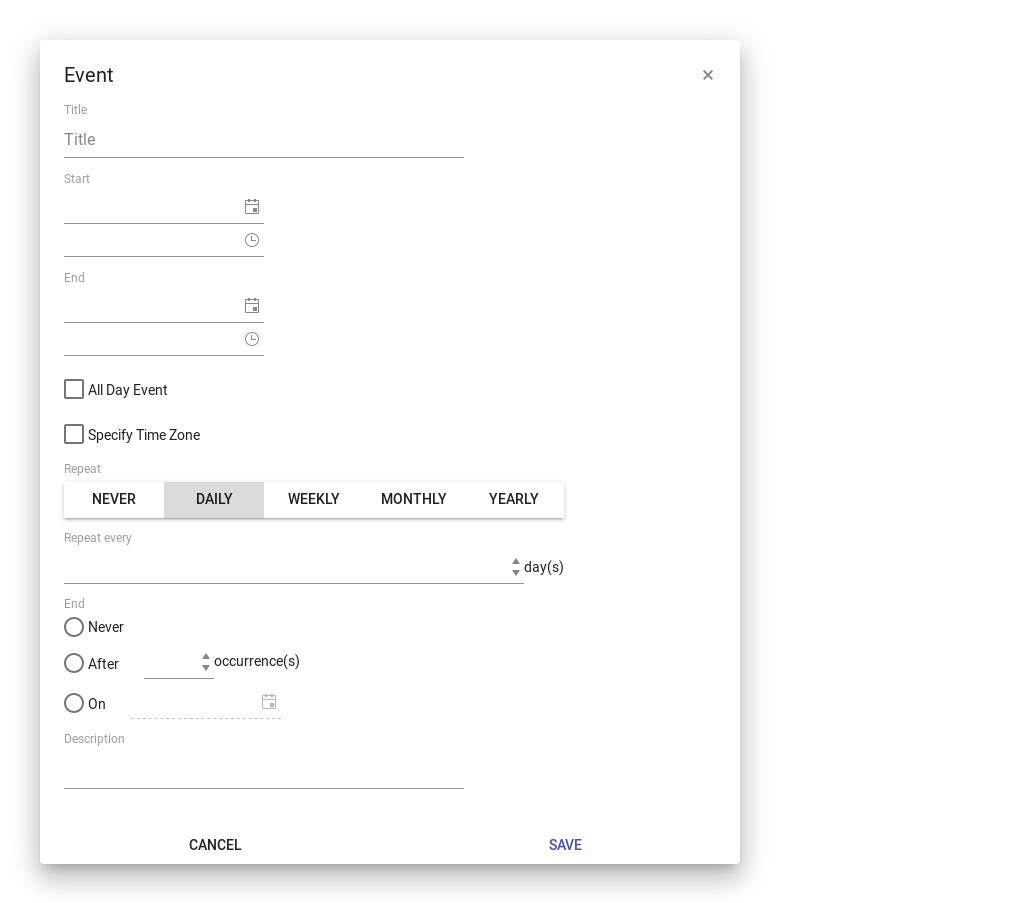 Event
Title
Title
Start
End
All Day Event
Specify Time Zone
Repeat
NEVER DAILY WEEKLY MONTHLY YEARLY
Repeat every
day(s)
End
Never
After occurrence(s)
On
Description
CANCEL SAVE